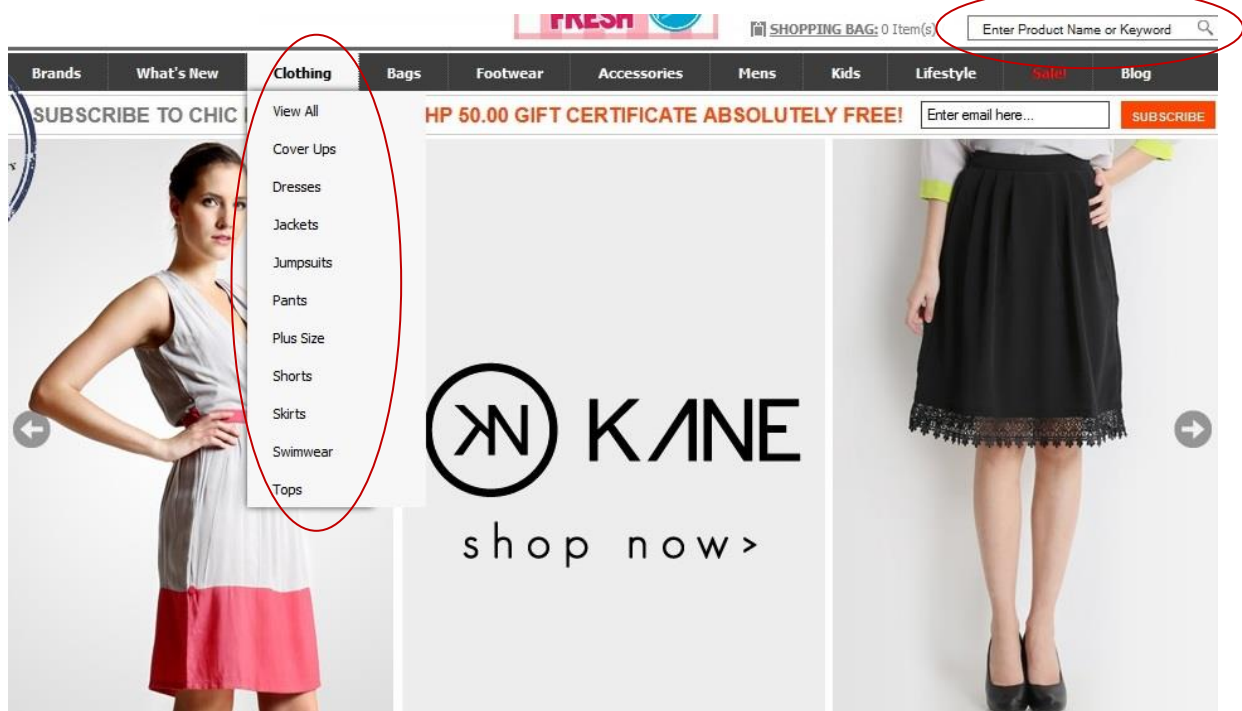 FRESH
SHOPPING BAG: 0 Item(s)
Enter Product Name or Keyword
Brands What's New Clothing Bags Footwear Accessories Mens Kids Lifestyle Sale! Blog
SUBSCRIBE TO CHIC HP 50.00 GIFT CERTIFICATE ABSOLUTELY FREE! Enter email here... SUBSCRIBE
View All
Cover Ups
Dresses
Jackets
Jumpsuits
Pants
Plus Size
Shorts
Skirts
Swimwear
Tops
KN KANE
shop now>